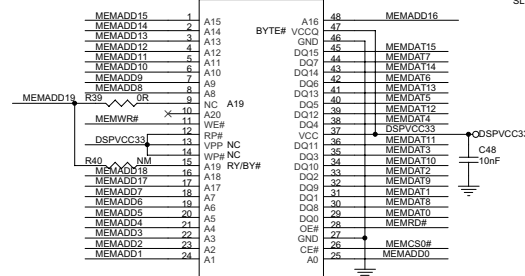 SL
MEMADD15 1 A15 A16 48 MEMADD16
MEMADD14 2 A14 BYTE# VCCQ 47
MEMADD13 3 A13 GND 46
MEMADD12 4 A12 DQ15 45 MEMDAT15
MEMADD11 5 A11 DQ7 44 MEMDAT7
MEMADD10 6 A10 DQ14 43 MEMDAT14
MEMADD9 7 A9 DQ6 42 MEMDAT6
MEMADD8 8 A8 DQ13 41 MEMDAT13
MEMADD19 R39 0R 9 NC A19 DQ5 40 MEMDAT5
10 A20 DQ12 39 MEMDAT12
MEMWR# 11 WE# DQ4 38 MEMDAT4
12 RP# VCC 37 DSPVCC33 DSPVCC33
DSPVCC33 13 VPP NC DQ11 36 MEMDAT11
14 WP# NC DQ3 35 MEMDAT3
R40 NM 15 A19 RY/BY# DQ10 34 MEMDAT10
MEMADD18 16 A18 DQ2 33 MEMDAT2
MEMADD17 17 A17 DQ9 32 MEMDAT9
MEMADD7 18 A7 DQ1 31 MEMDAT1
MEMADD6 19 A6 DQ8 30 MEMDAT8
MEMADD5 20 A5 DQ0 29 MEMDAT0
MEMADD4 21 A4 OE# 28 MEMRD#
MEMADD3 22 A3 GND 27
MEMADD2 23 A2 CE# 26 MEMCS0#
MEMADD1 24 A1 A0 25 MEMADD0
C48
10nF